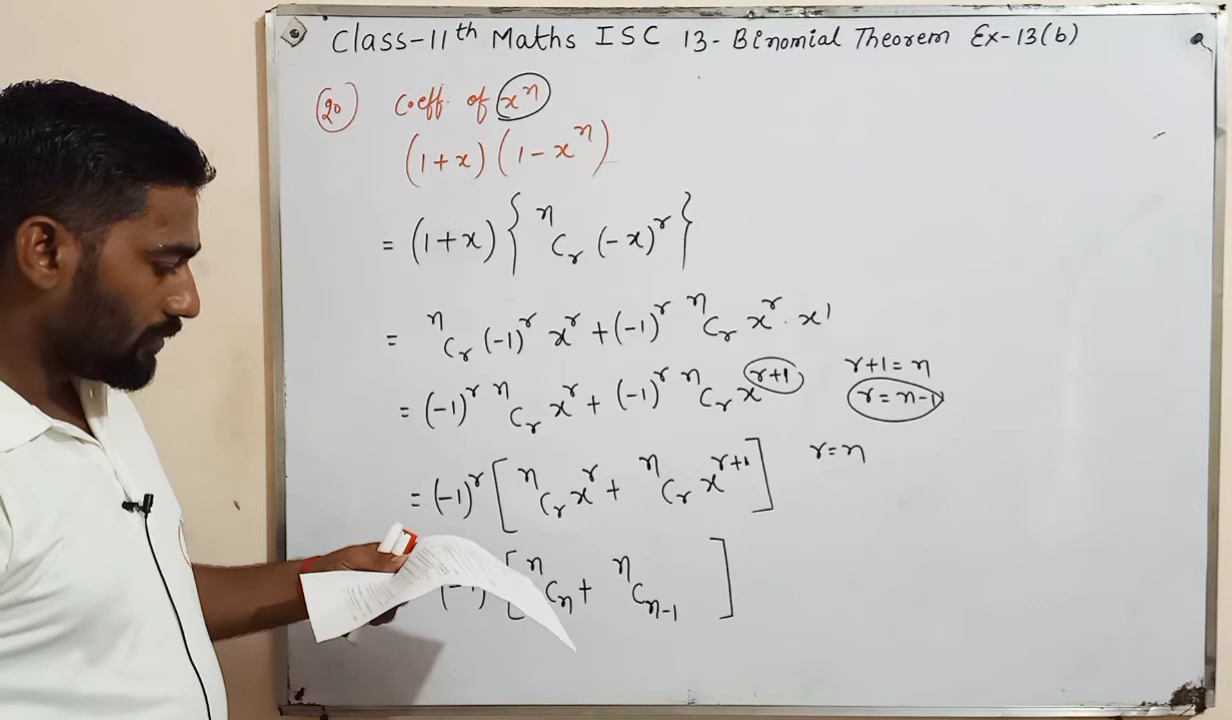 Class-11th Maths ISC 13- Binomial Theorem Ex-13(b)
20 Coeff. of xⁿ
(1+x)(1-xⁿ)
= (1+x){ⁿCᵣ(-x)ʳ}
= ⁿCᵣ(-1)ʳ xʳ + (-1)ʳ ⁿCᵣ xʳ · x¹
= (-1)ʳ ⁿCᵣ xʳ + (-1)ʳ ⁿCᵣ xʳ⁺¹
r+1=n
r=n-1
= (-1)ʳ [ⁿCᵣ xʳ + ⁿCᵣ xʳ⁺¹] r=n
(-1) [ⁿCₙ + ⁿCₙ₋₁]